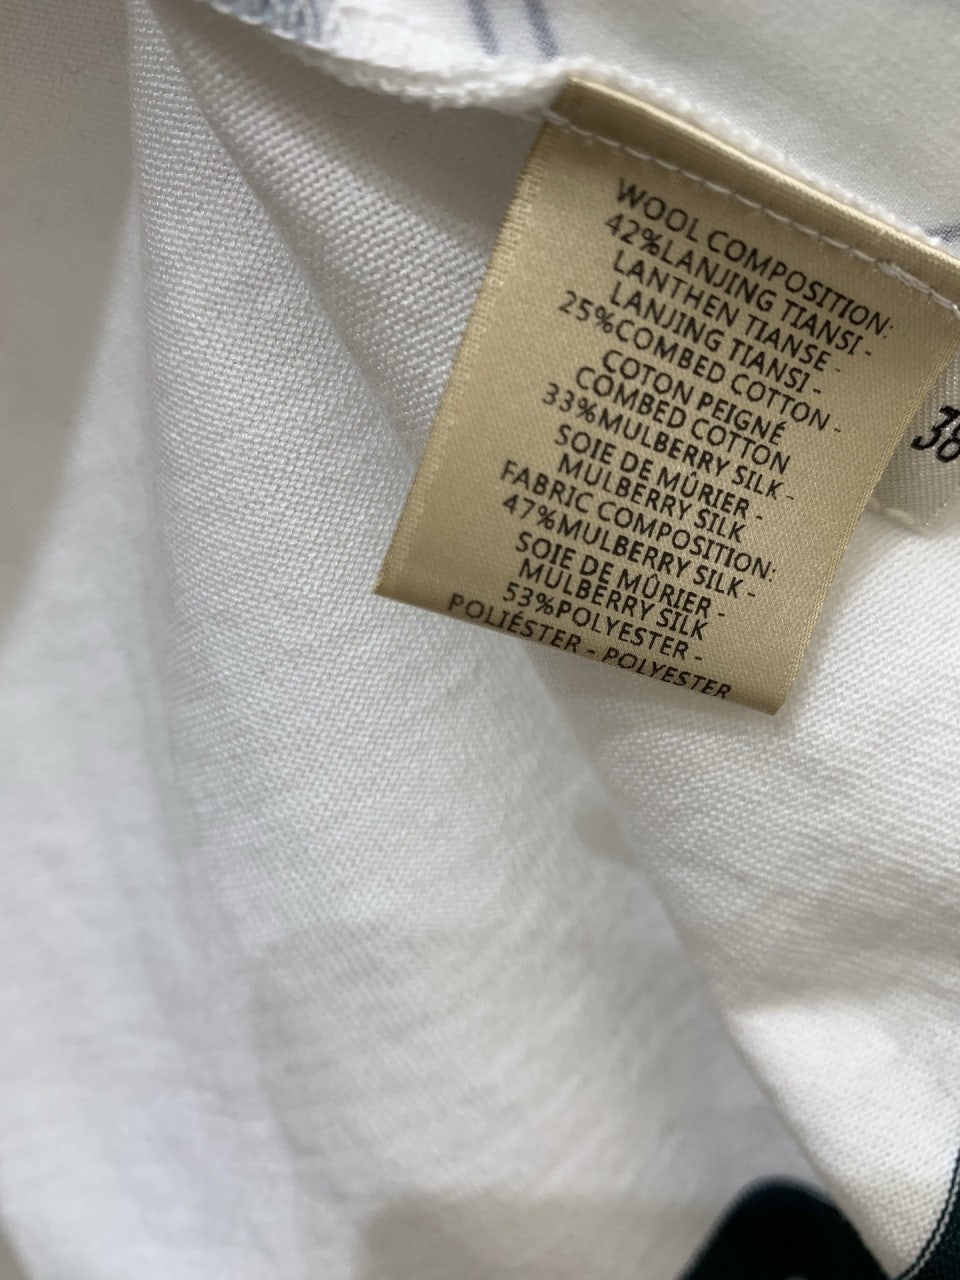 WOOL COMPOSITION:
42%LANJING TIANSI -
LANTHEN TIANSE -
LANJING TIANSI -
25%COMBED COTTON -
COTON PEIGNÉ
COMBED COTTON
33%MULBERRY SILK -
SOIE DE MÛRIER -
MULBERRY SILK
FABRIC COMPOSITION:
47%MULBERRY SILK -
SOIE DE MÛRIER -
MULBERRY SILK
53%POLYESTER -
POLIÉSTER - POLYESTER